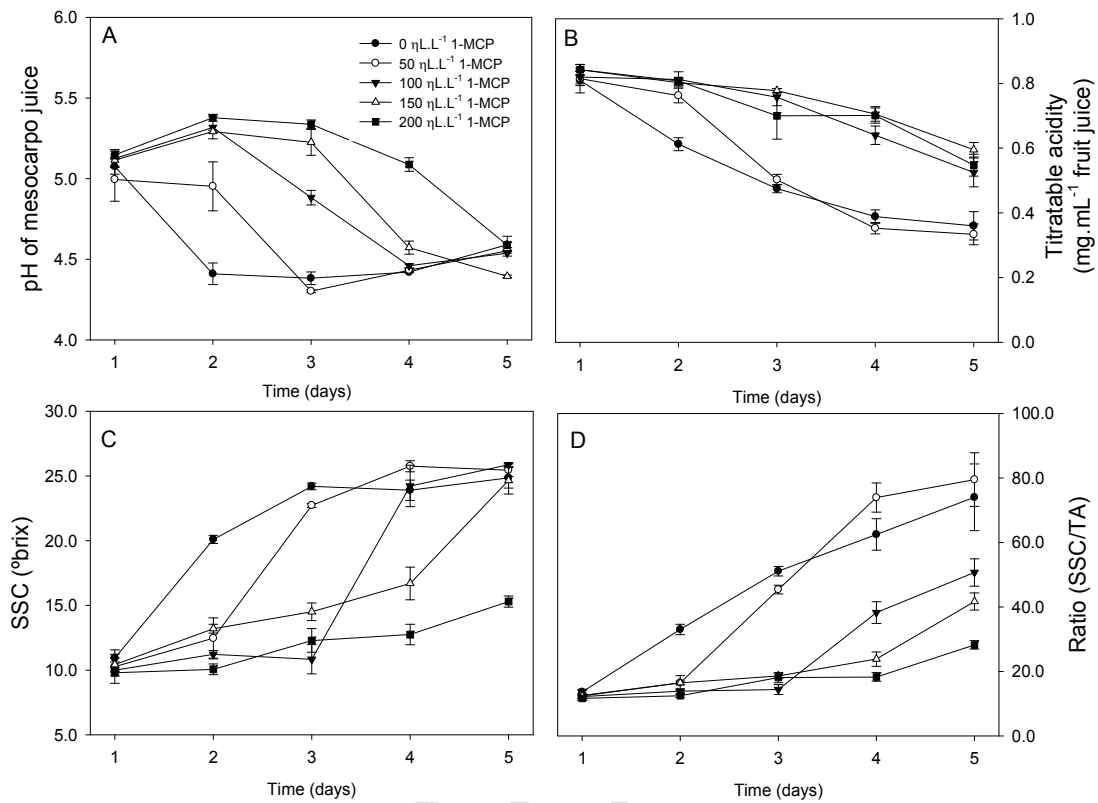 A
0 ηL.L⁻¹ 1-MCP
50 ηL.L⁻¹ 1-MCP
100 ηL.L⁻¹ 1-MCP
150 ηL.L⁻¹ 1-MCP
200 ηL.L⁻¹ 1-MCP
6.0
5.5
5.0
4.5
4.0
pH of mesocarpo juice
1 2 3 4 5
Time (days)
B
1.0
0.8
0.6
0.4
0.2
0.0
Titratable acidity
(mg.mL⁻¹ fruit juice)
1 2 3 4 5
Time (days)
C
30.0
25.0
20.0
15.0
10.0
5.0
SSC (ºbrix)
1 2 3 4 5
Time (days)
D
100.0
80.0
60.0
40.0
20.0
0.0
Ratio (SSC/TA)
1 2 3 4 5
Time (days)